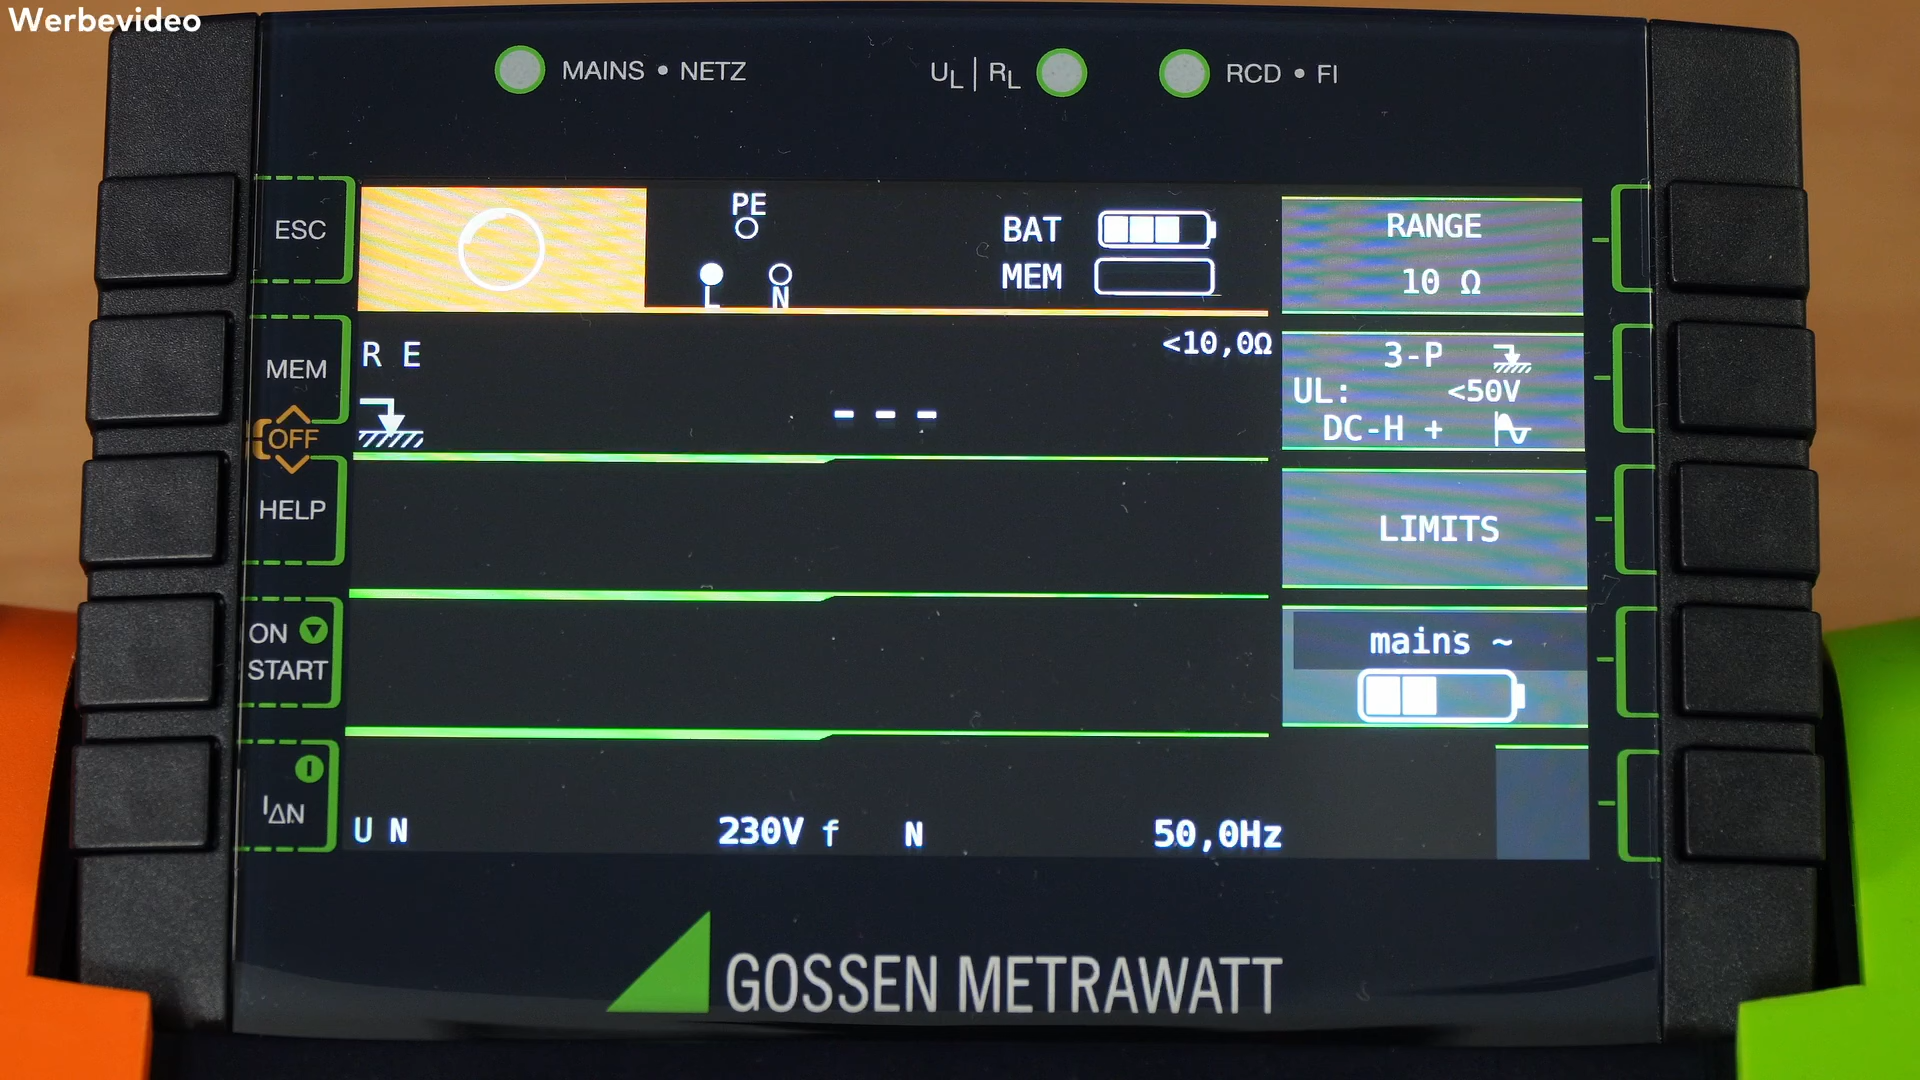 Werbevideo
MAINS • NETZ
UL | RL
RCD • FI
ESC
MEM
OFF
HELP
ON
START
IΔN
PE
L N
BAT
MEM
R E
<10,0Ω
---
U N 230V f N 50,0Hz
RANGE
10 Ω
3-P
UL: <50V
DC-H +
LIMITS
mains ~
GOSSEN METRAWATT